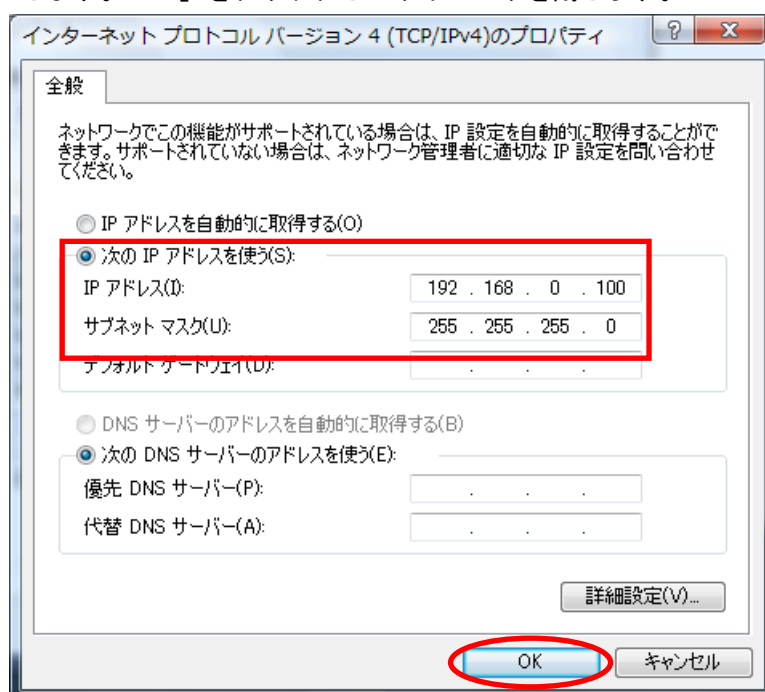 インターネット プロトコル バージョン 4 (TCP/IPv4)のプロパティ
全般
ネットワークでこの機能がサポートされている場合は、IP 設定を自動的に取得することがで
きます。サポートされていない場合は、ネットワーク管理者に適切な IP 設定を問い合わせ
てください。
IP アドレスを自動的に取得する(O)
次の IP アドレスを使う(S):
IP アドレス(I): 192 . 168 . 0 . 100
サブネット マスク(U): 255 . 255 . 255 . 0
デフォルト ゲートウェイ(D): . . .
DNS サーバーのアドレスを自動的に取得する(B)
次の DNS サーバーのアドレスを使う(E):
優先 DNS サーバー(P): . . .
代替 DNS サーバー(A): . . .
詳細設定(V)...
OK キャンセル